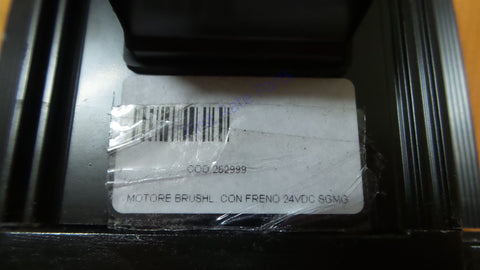 COD.252999
MOTORE BRUSHL. CON FRENO 24VDC SGMG